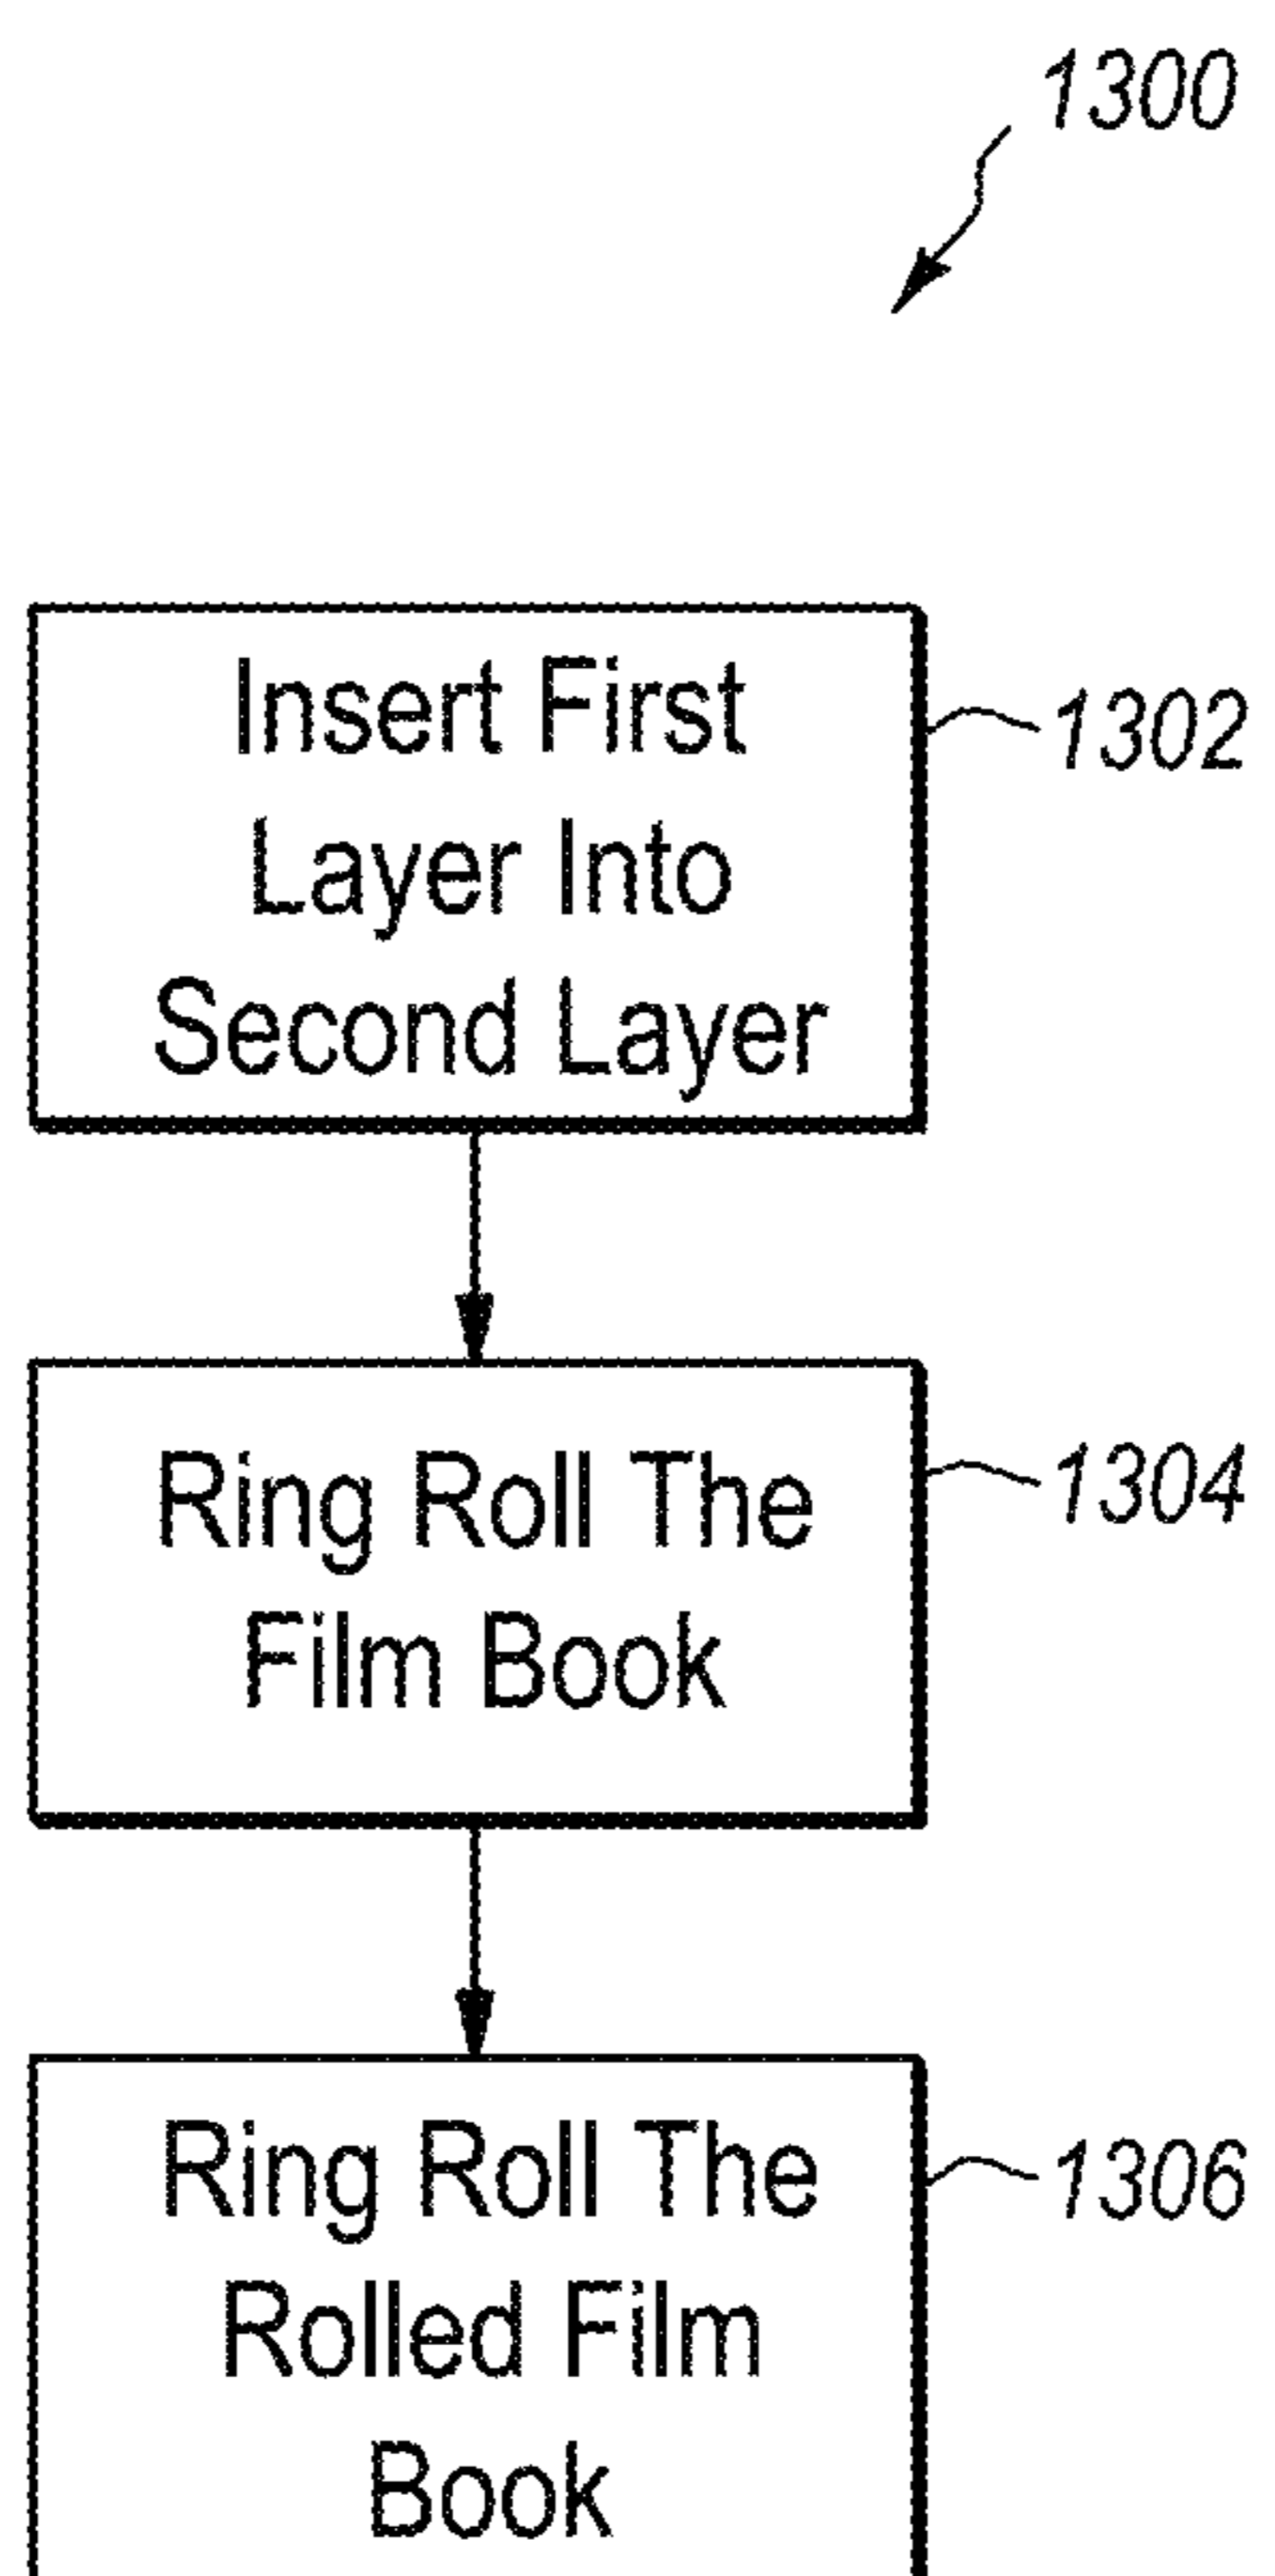 1300
Insert First
Layer Into
Second Layer
1302
Ring Roll The
Film Book
1304
Ring Roll The
Rolled Film
Book
1306